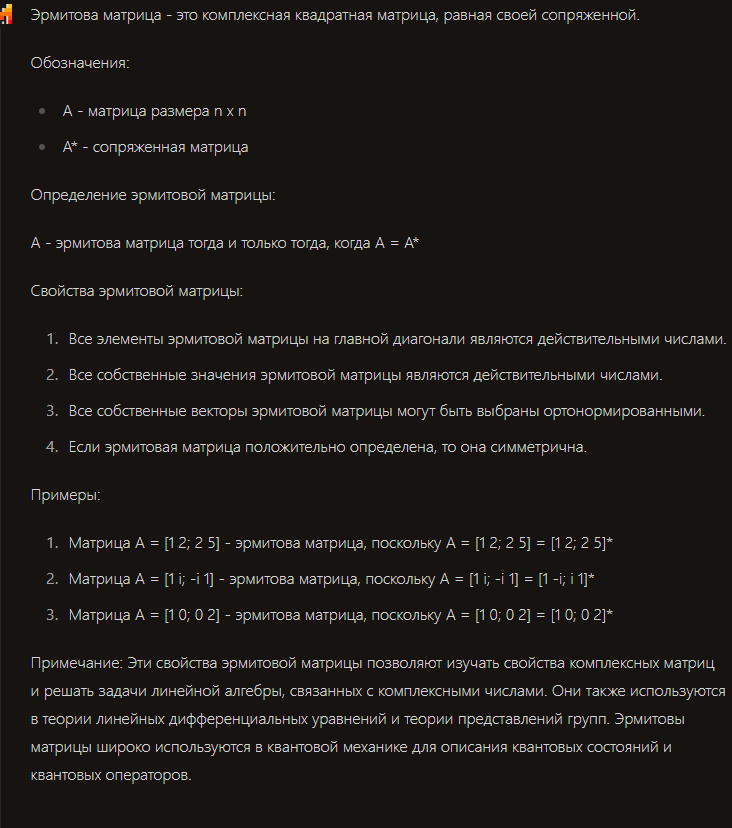 Эрмитова матрица - это комплексная квадратная матрица, равная своей сопряженной.
Обозначения:
A - матрица размера n x n
A* - сопряженная матрица
Определение эрмитовой матрицы:
A - эрмитова матрица тогда и только тогда, когда A = A*
Свойства эрмитовой матрицы:
1. Все элементы эрмитовой матрицы на главной диагонали являются действительными числами.
2. Все собственные значения эрмитовой матрицы являются действительными числами.
3. Все собственные векторы эрмитовой матрицы могут быть выбраны ортонормированными.
4. Если эрмитовая матрица положительно определена, то она симметрична.
Примеры:
1. Матрица A = [1 2; 2 5] - эрмитова матрица, поскольку A = [1 2; 2 5] = [1 2; 2 5]*
2. Матрица A = [1 i; -i 1] - эрмитова матрица, поскольку A = [1 i; -i 1] = [1 -i; i 1]*
3. Матрица A = [1 0; 0 2] - эрмитова матрица, поскольку A = [1 0; 0 2] = [1 0; 0 2]*
Примечание: Эти свойства эрмитовой матрицы позволяют изучать свойства комплексных матриц
и решать задачи линейной алгебры, связанных с комплексными числами. Они также используются
в теории линейных дифференциальных уравнений и теории представлений групп. Эрмитовы
матрицы широко используются в квантовой механике для описания квантовых состояний и
квантовых операторов.